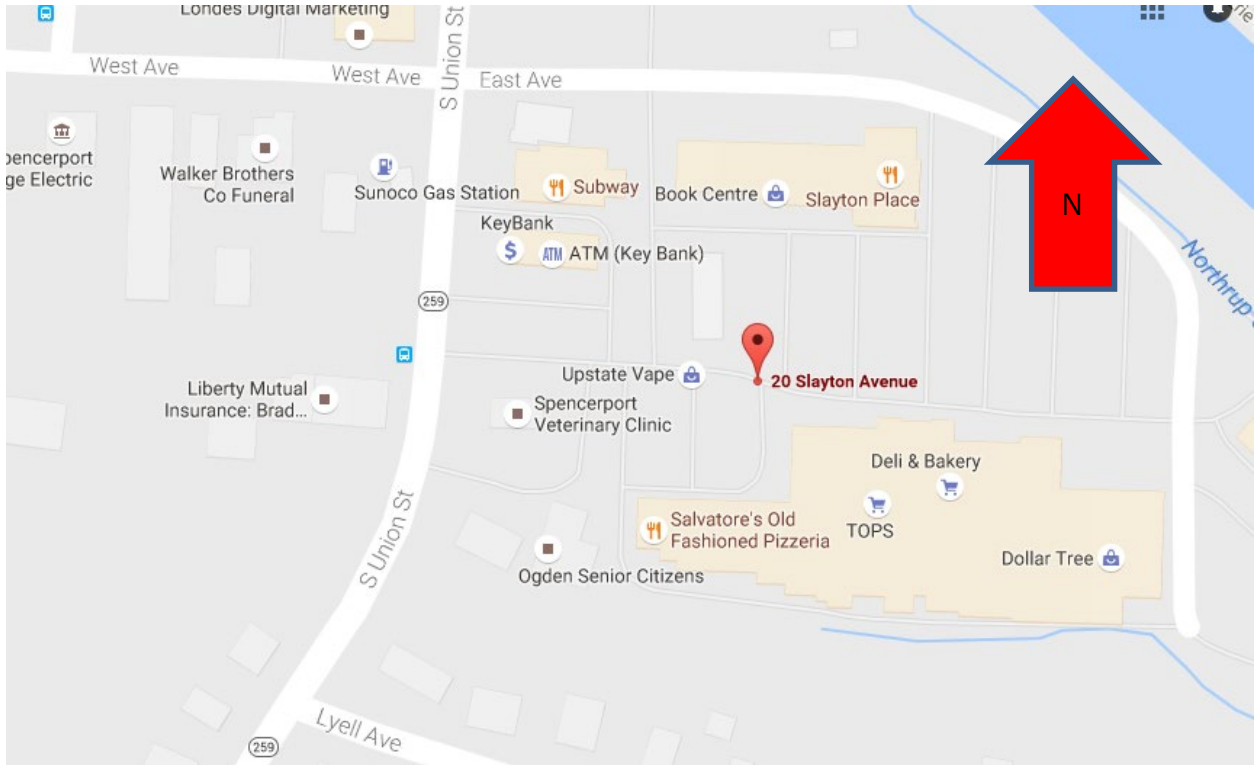 Londes Digital Marketing
West Ave
West Ave
S Union St
East Ave
N
pencerport
ge Electric
Walker Brothers
Co Funeral
Sunoco Gas Station
Subway
Book Centre
Slayton Place
KeyBank
$
ATM
ATM (Key Bank)
Northrup
259
Upstate Vape
20 Slayton Avenue
Liberty Mutual
Insurance: Brad...
Spencerport
Veterinary Clinic
Deli & Bakery
S Union St
Salvatore's Old
Fashioned Pizzeria
TOPS
Ogden Senior Citizens
Dollar Tree
Lyell Ave
259